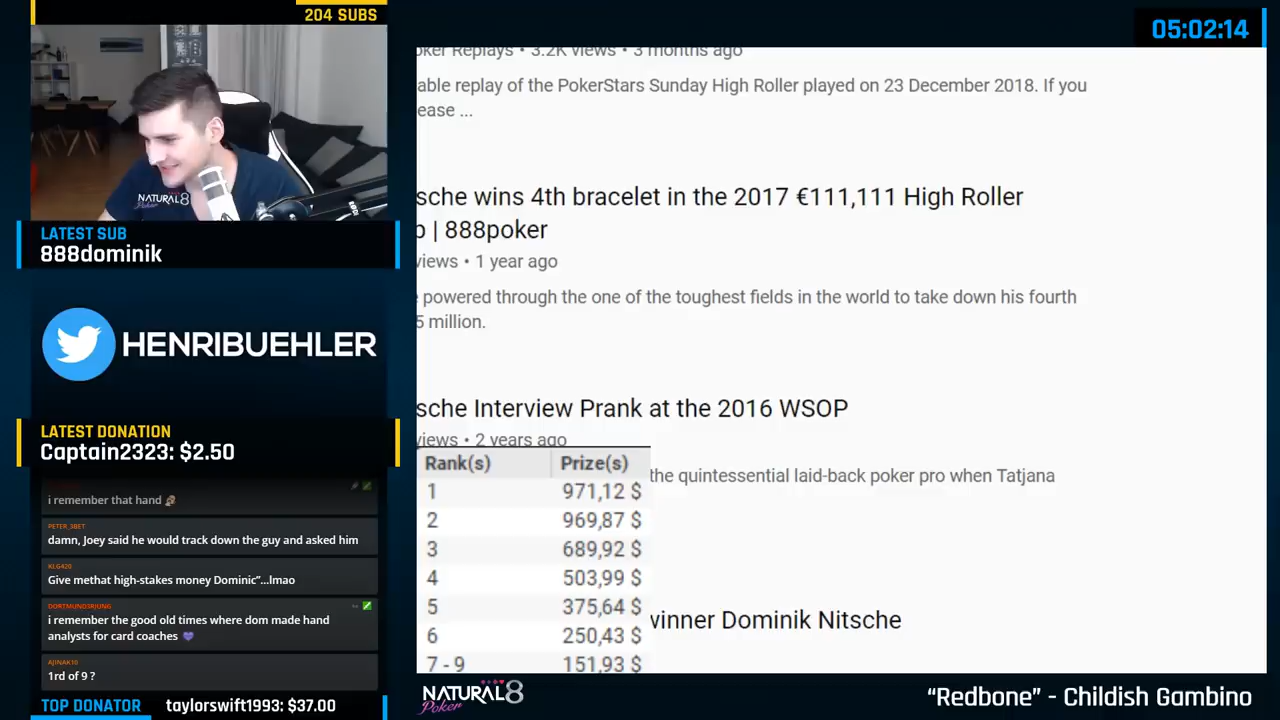 204 SUBS
05:02:14
NATURAL8
Poker
LATEST SUB
888dominik
HENRIBUEHLER
LATEST DONATION
Captain2323: $2.50
i remember that hand
PETER_3BET
damn, Joey said he would track down the guy and asked him
KLG420
Give methat high-stakes money Dominic”...lmao
DORTMUND3RJUNG
i remember the good old times where dom made hand
analysts for card coaches 💜
AJINAK10
1rd of 9 ?
TOP DONATOR
taylorswift1993: $37.00
oker Replays • 3.2K views • 3 months ago
able replay of the PokerStars Sunday High Roller played on 23 December 2018. If you
ease ...
sche wins 4th bracelet in the 2017 €111,111 High Roller
p | 888poker
views • 1 year ago
powered through the one of the toughest fields in the world to take down his fourth
5 million.
sche Interview Prank at the 2016 WSOP
views • 2 years ago
the quintessential laid-back poker pro when Tatjana
winner Dominik Nitsche
Rank(s) Prize(s)
1 971,12 $
2 969,87 $
3 689,92 $
4 503,99 $
5 375,64 $
6 250,43 $
7 - 9 151,93 $
NATURAL8
Poker
“Redbone” - Childish Gambino